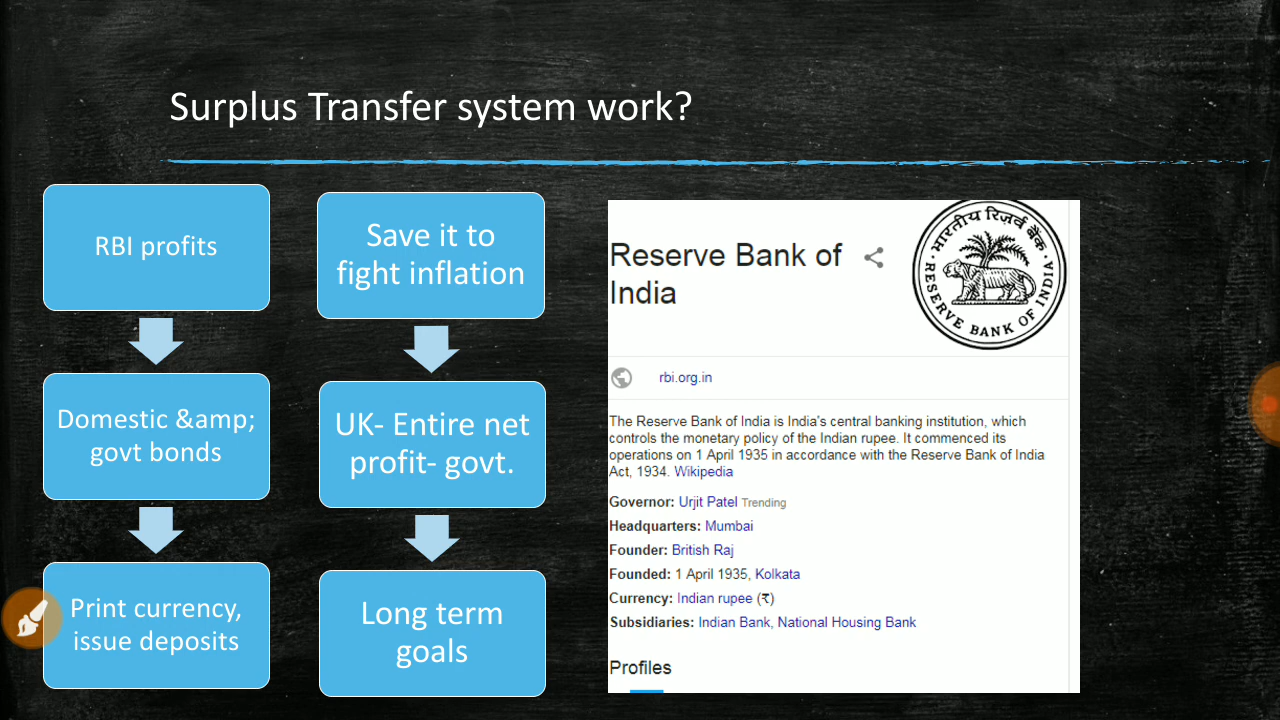 Surplus Transfer system work?
RBI profits
Domestic &amp;
govt bonds
Print currency,
issue deposits
Save it to
fight inflation
UK- Entire net
profit- govt.
Long term
goals
Reserve Bank of
India
भारतीय रिज़र्व बैंक
RESERVE BANK OF INDIA
rbi.org.in
The Reserve Bank of India is India's central banking institution, which
controls the monetary policy of the Indian rupee. It commenced its
operations on 1 April 1935 in accordance with the Reserve Bank of India
Act, 1934. Wikipedia
Governor: Urjit Patel Trending
Headquarters: Mumbai
Founder: British Raj
Founded: 1 April 1935, Kolkata
Currency: Indian rupee (₹)
Subsidiaries: Indian Bank, National Housing Bank
Profiles